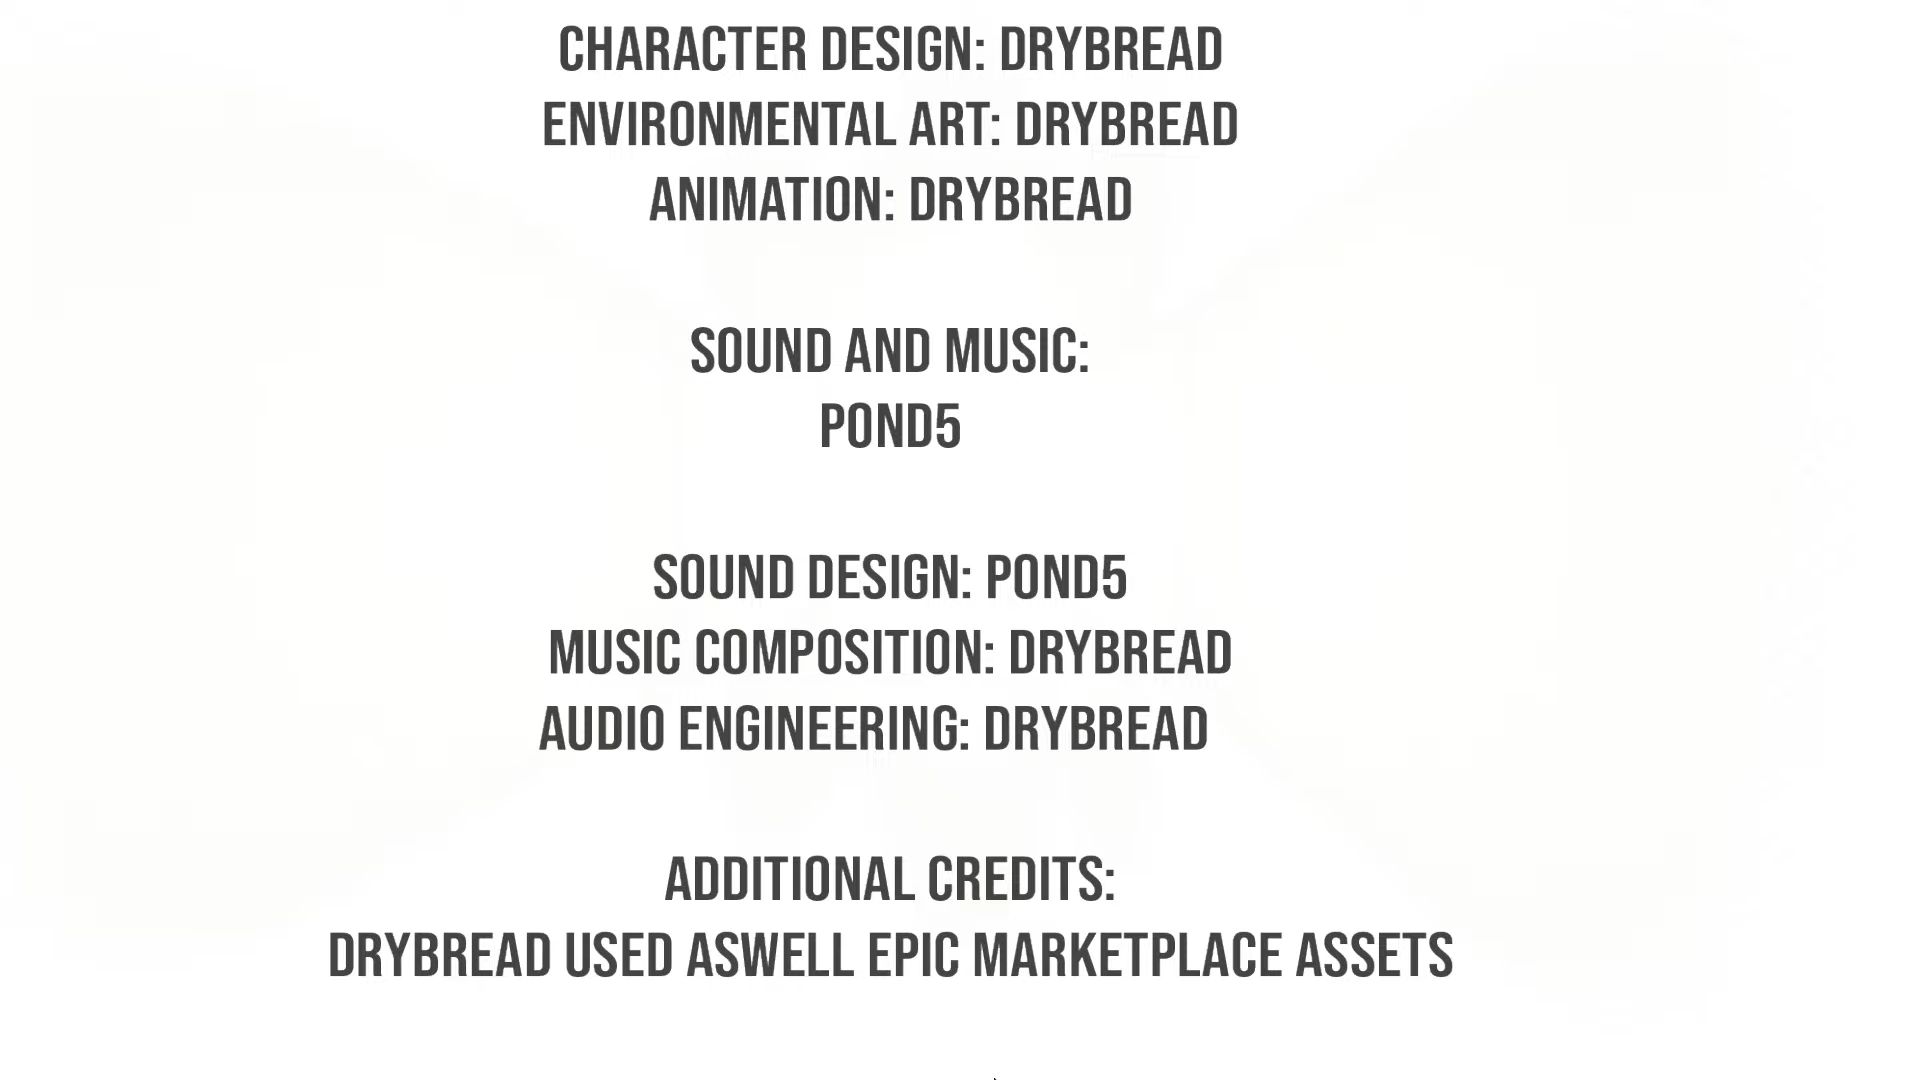 CHARACTER DESIGN: DRYBREAD
ENVIRONMENTAL ART: DRYBREAD
ANIMATION: DRYBREAD
SOUND AND MUSIC:
POND5
SOUND DESIGN: POND5
MUSIC COMPOSITION: DRYBREAD
AUDIO ENGINEERING: DRYBREAD
ADDITIONAL CREDITS:
DRYBREAD USED ASWELL EPIC MARKETPLACE ASSETS